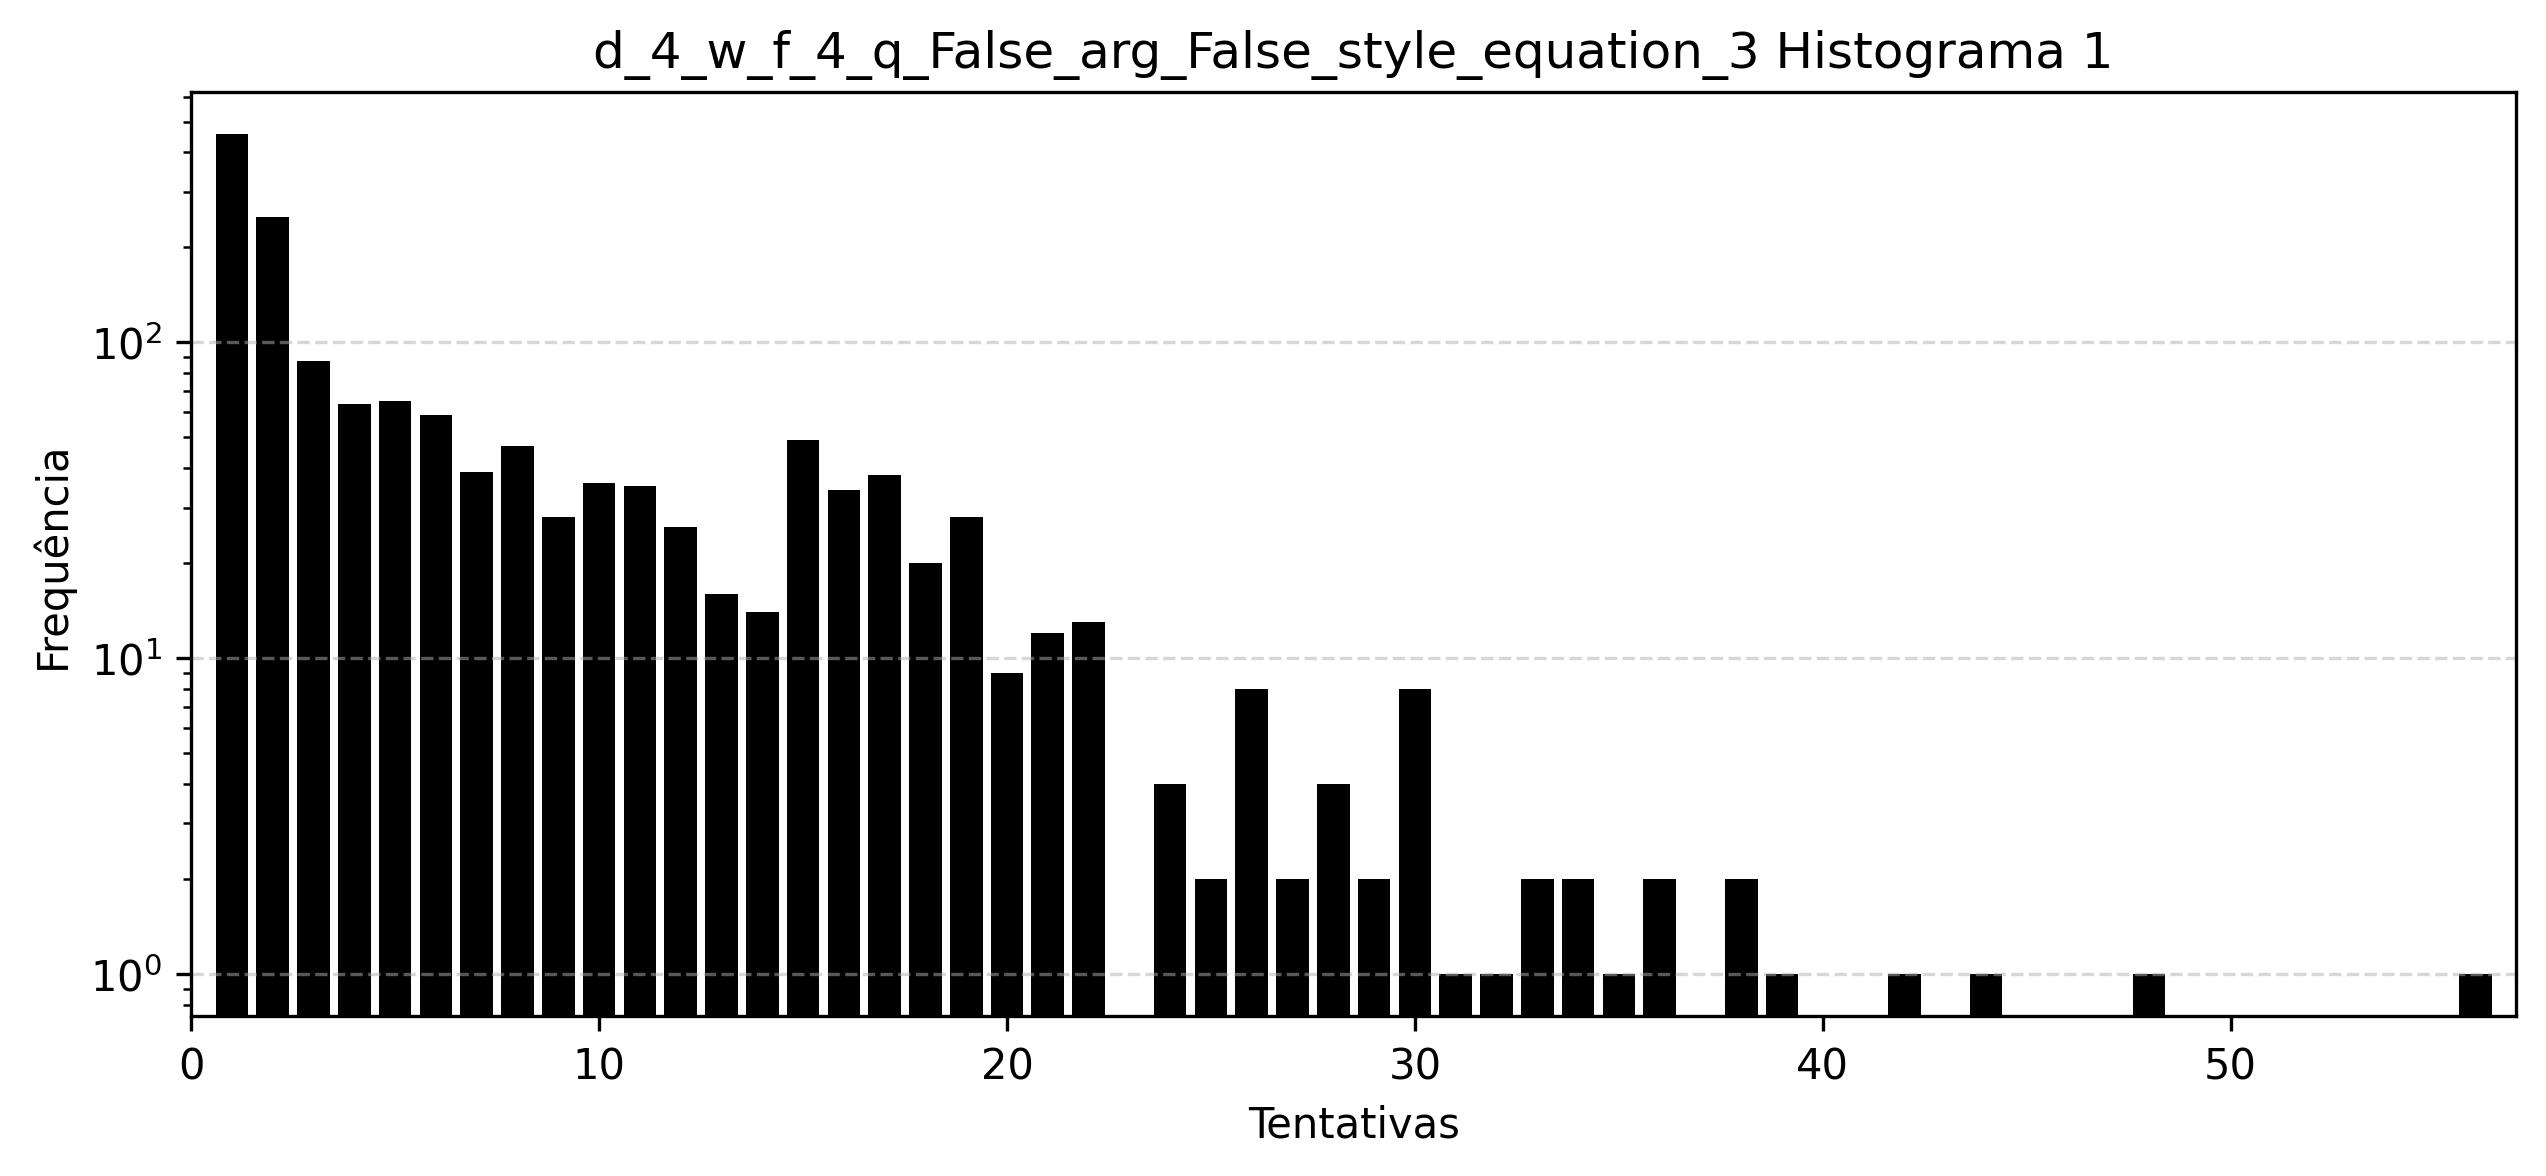 d_4_w_f_4_q_False_arg_False_style_equation_3 Histograma 1
Frequência
10²
10¹
10⁰
0 10 20 30 40 50
Tentativas